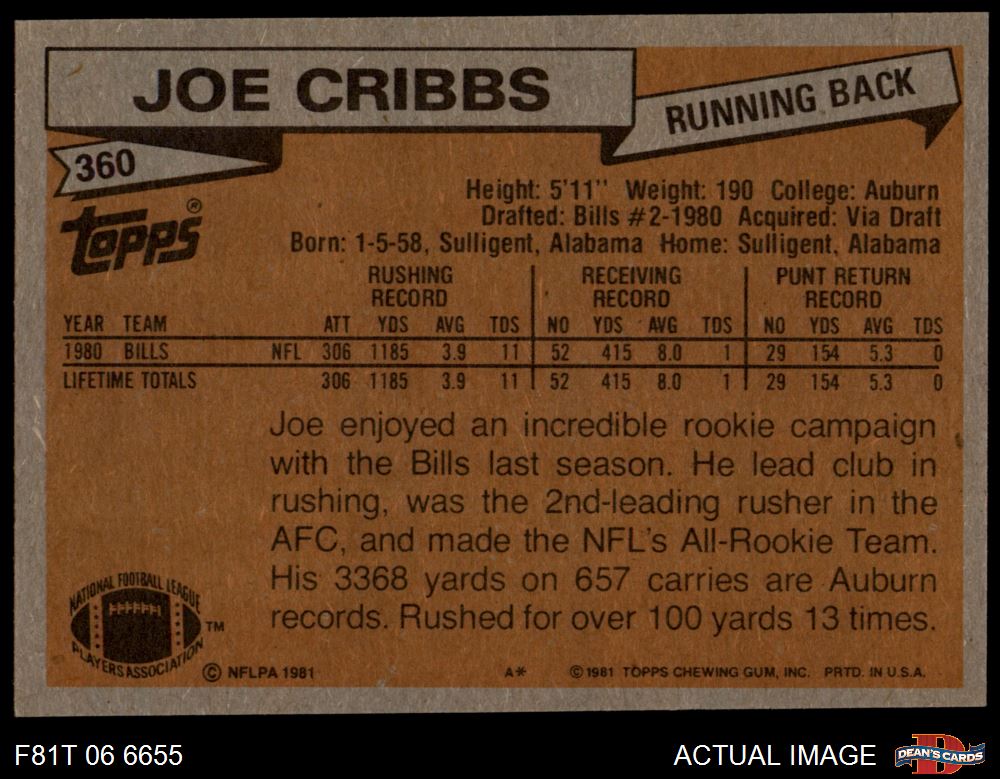 JOE CRIBBS
RUNNING BACK
360
Topps ®
Height: 5'11" Weight: 190 College: Auburn
Drafted: Bills #2-1980 Acquired: Via Draft
Born: 1-5-58, Sulligent, Alabama Home: Sulligent, Alabama
RUSHING RECORD RECEIVING RECORD PUNT RETURN RECORD
YEAR TEAM ATT YDS AVG TDS NO YDS AVG TDS NO YDS AVG TDS
1980 BILLS NFL 306 1185 3.9 11 52 415 8.0 1 29 154 5.3 0
LIFETIME TOTALS 306 1185 3.9 11 52 415 8.0 1 29 154 5.3 0
Joe enjoyed an incredible rookie campaign
with the Bills last season. He lead club in
rushing, was the 2nd-leading rusher in the
AFC, and made the NFL's All-Rookie Team.
His 3368 yards on 657 carries are Auburn
records. Rushed for over 100 yards 13 times.
NATIONAL FOOTBALL LEAGUE
PLAYERS ASSOCIATION
TM
© NFLPA 1981 A* ©1981 TOPPS CHEWING GUM, INC. PRTD. IN U.S.A.
F81T 06 6655 ACTUAL IMAGE
D
DEAN'S CARDS